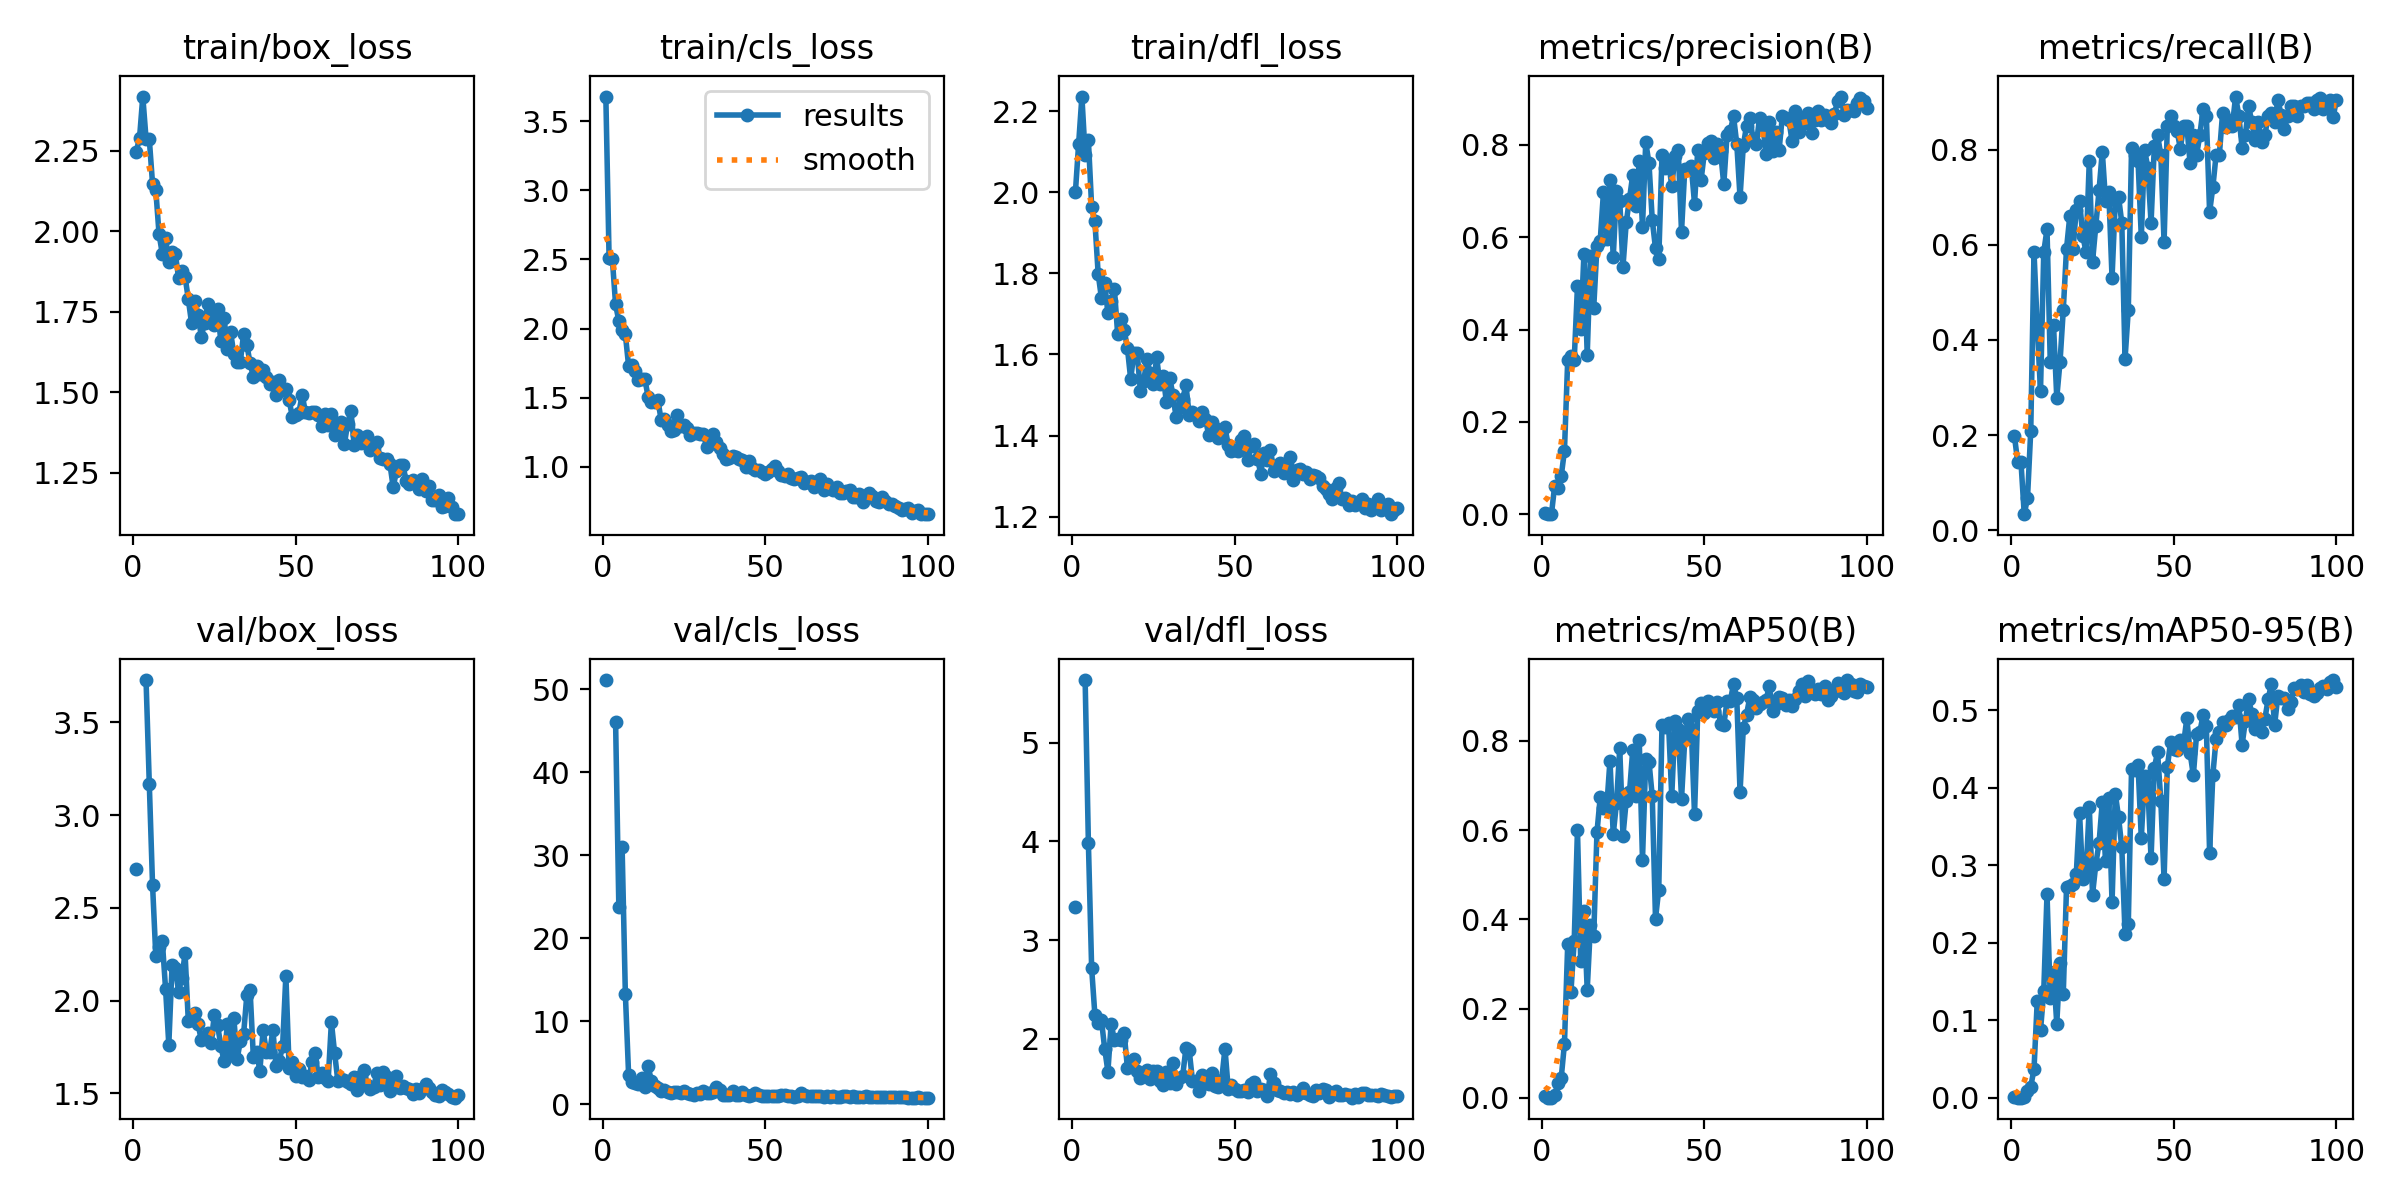 train/box_loss
train/cls_loss
train/dfl_loss
metrics/precision(B)
metrics/recall(B)
2.25
2.00
1.75
1.50
1.25
0 50 100
3.5
3.0
2.5
2.0
1.5
1.0
results
smooth
0 50 100
2.2
2.0
1.8
1.6
1.4
1.2
0 50 100
0.8
0.6
0.4
0.2
0.0
0 50 100
0.8
0.6
0.4
0.2
0.0
0 50 100
val/box_loss
val/cls_loss
val/dfl_loss
metrics/mAP50(B)
metrics/mAP50-95(B)
3.5
3.0
2.5
2.0
1.5
0 50 100
50
40
30
20
10
0
0 50 100
5
4
3
2
0 50 100
0.8
0.6
0.4
0.2
0.0
0 50 100
0.5
0.4
0.3
0.2
0.1
0.0
0 50 100